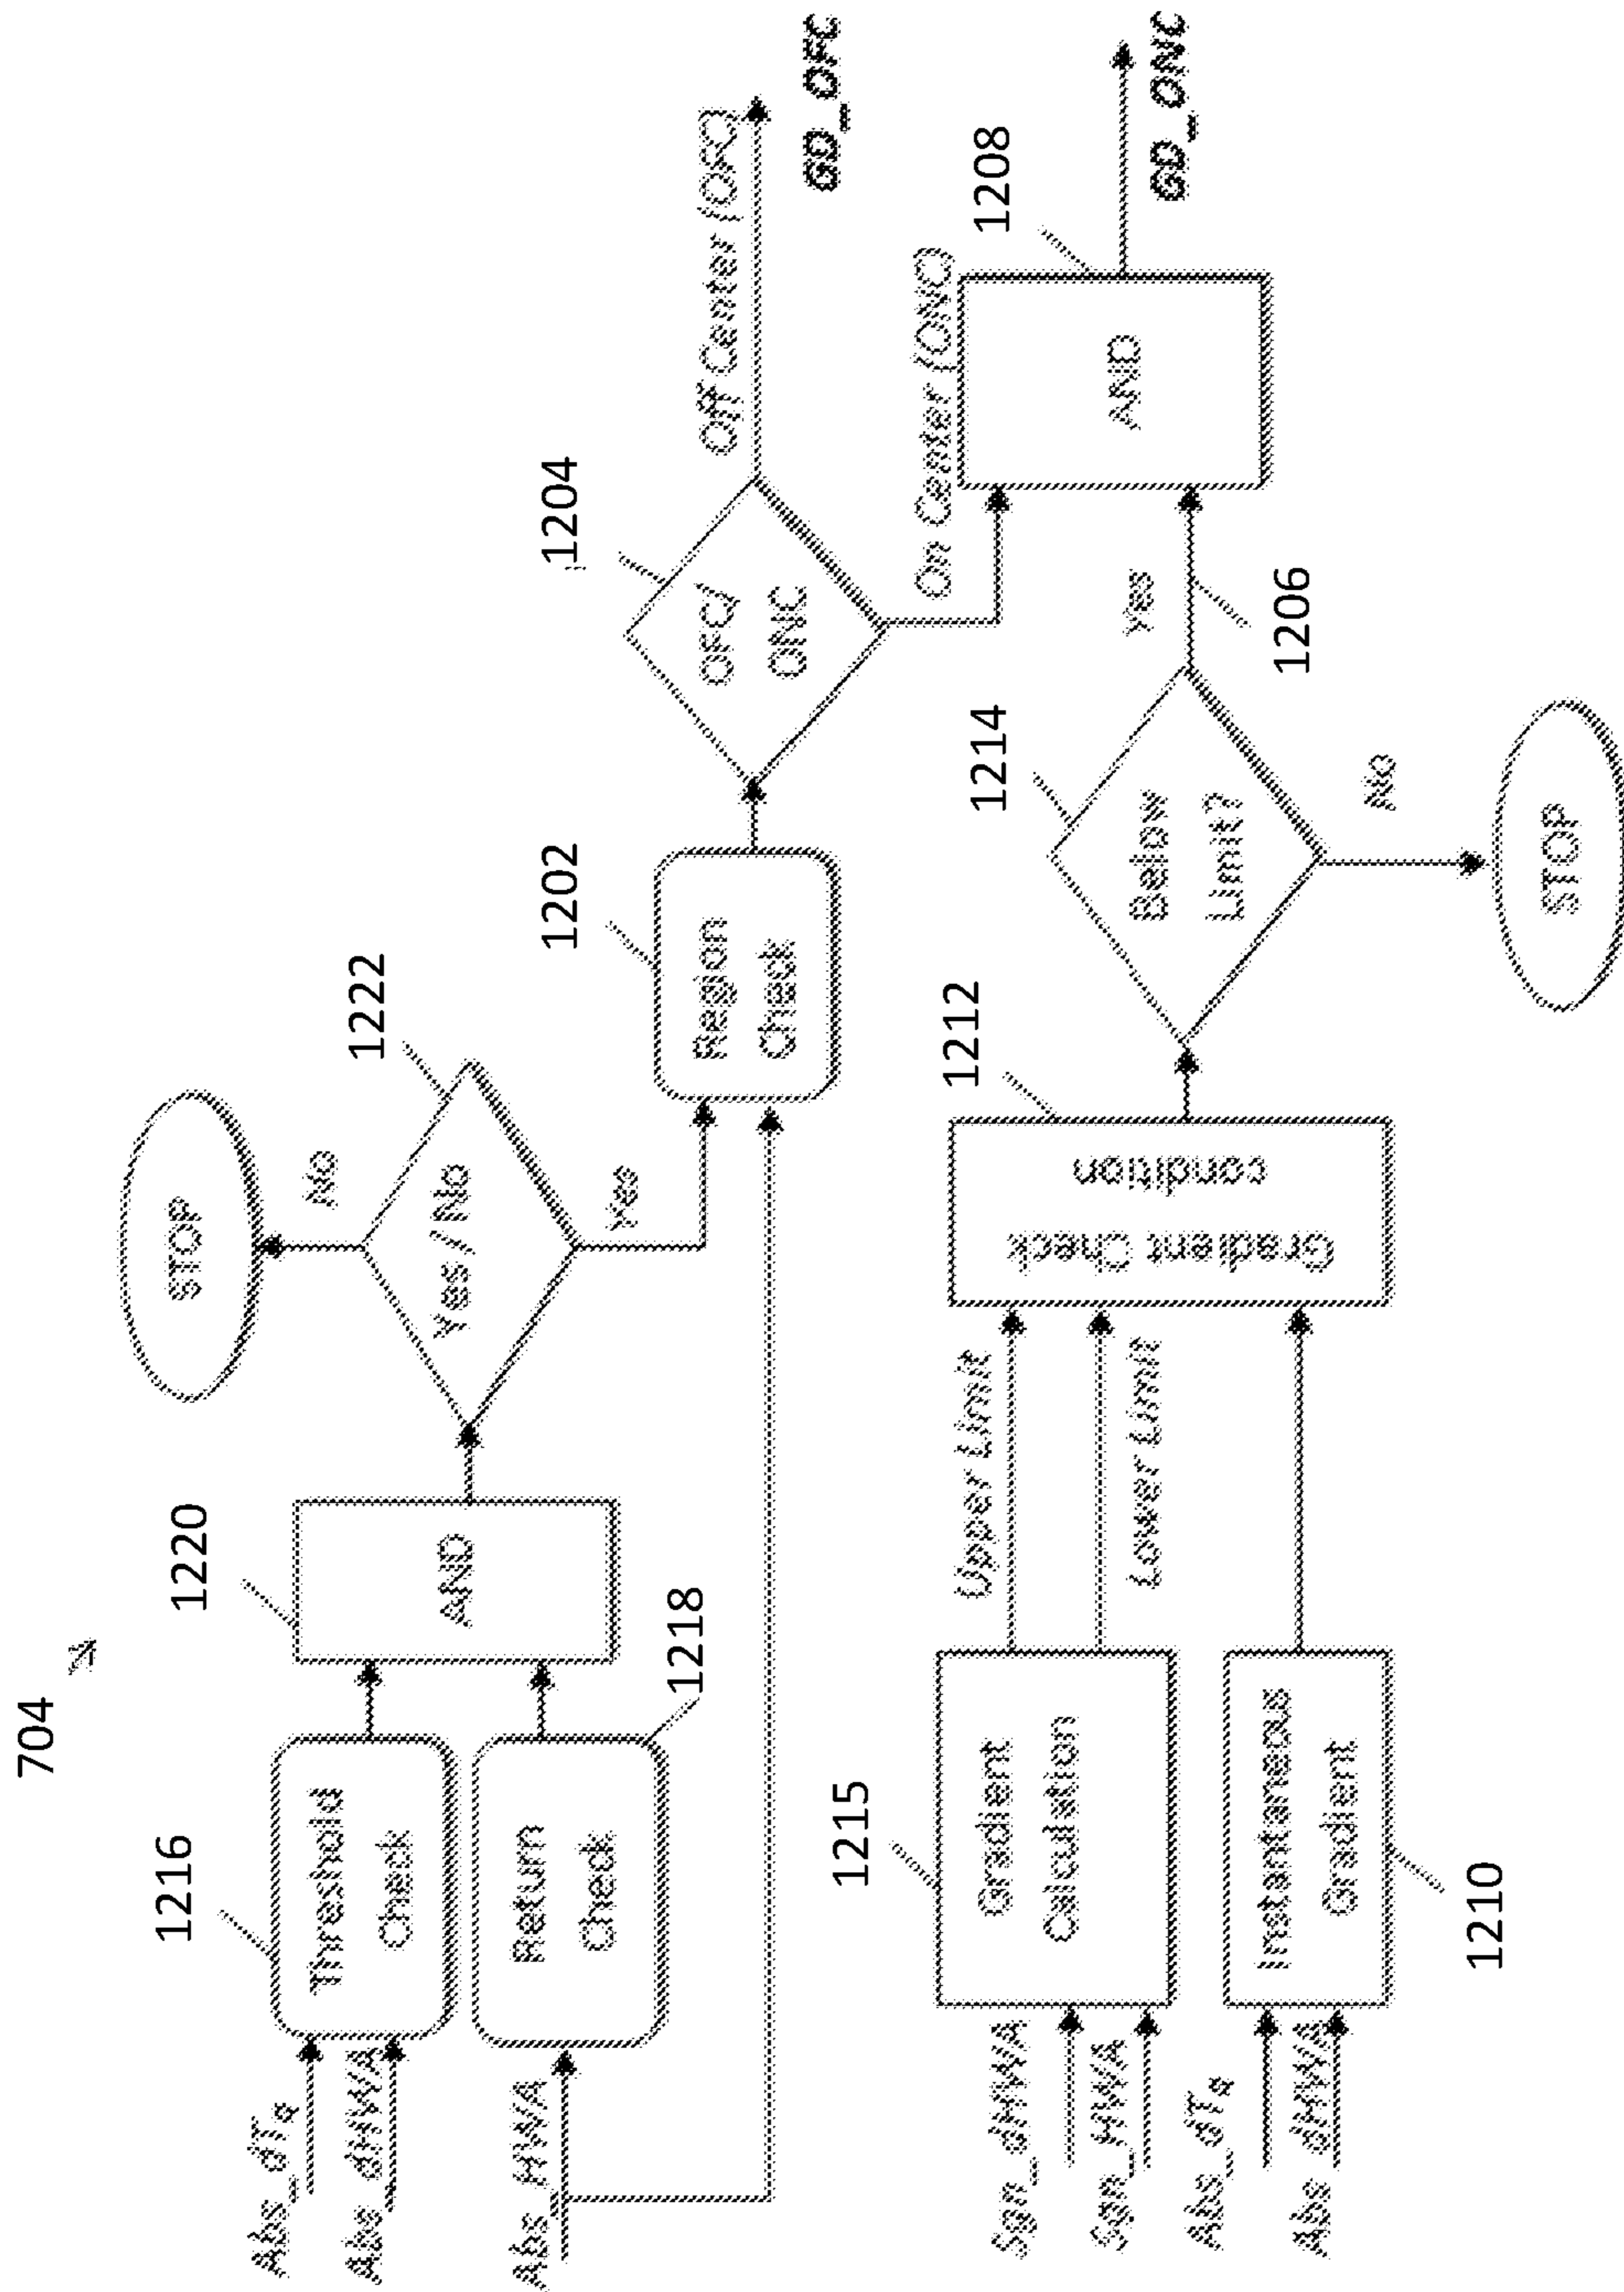 704
Abs_dTq
Abs_dHWA
1216
Threshold
Check
Abs_HWA
Return
Check
1218
1220
AND
1222
Yes / No
No
STOP
Yes
1202
Region
Check
1204
OFC/
ONC
Off Center (OFC)
GD_OFC
On Center (ONC)
Sgn_dHWA
Sgn_HWA
1215
Gradient
Calculation
Upper Limit
Lower Limit
Abs_dTq
Abs_dHWA
Instantaneous
Gradient
1210
1212
Gradient Check
condition
1214
Below
Limit?
No
STOP
yes
1206
1208
AND
GD_ONC